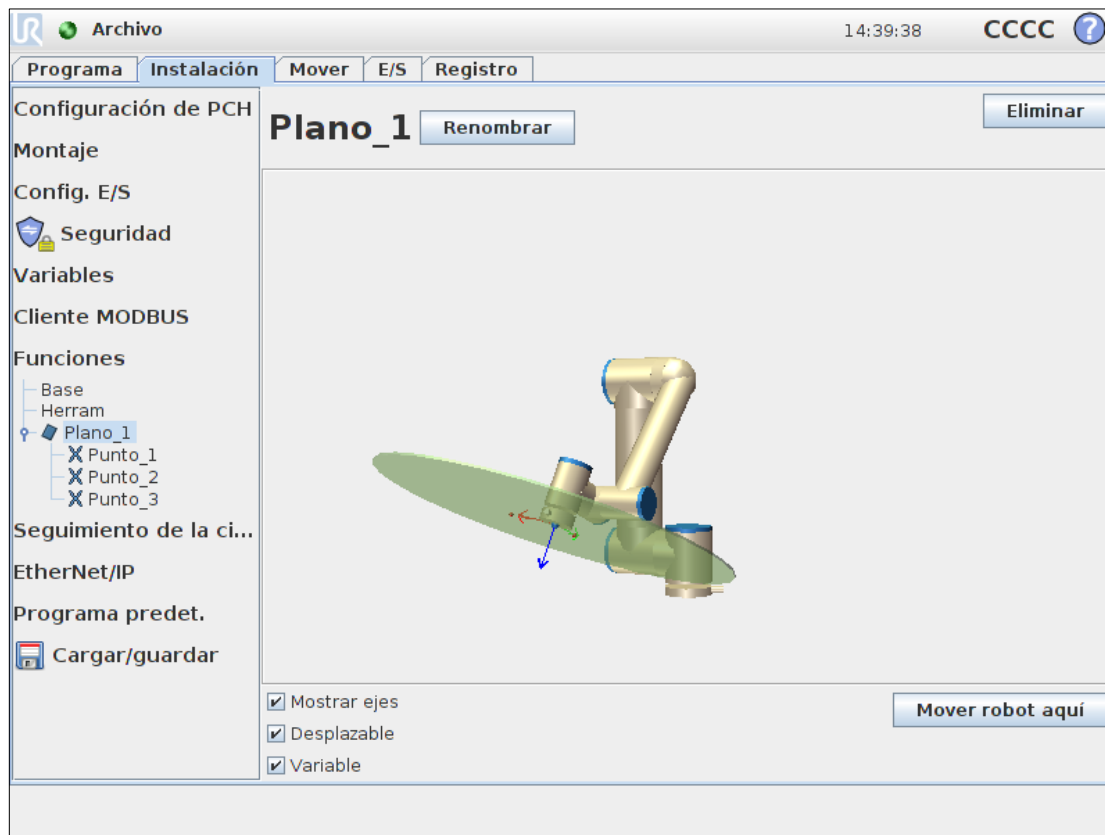 UR Archivo 14:39:38 CCCC ?
Programa Instalación Mover E/S Registro
Configuración de PCH
Montaje
Config. E/S
Seguridad
Variables
Cliente MODBUS
Funciones
Base
Herram
Plano_1
Punto_1
Punto_2
Punto_3
Seguimiento de la ci...
EtherNet/IP
Programa predet.
Cargar/guardar
Plano_1 Renombrar Eliminar
Mostrar ejes
Desplazable
Variable
Mover robot aquí